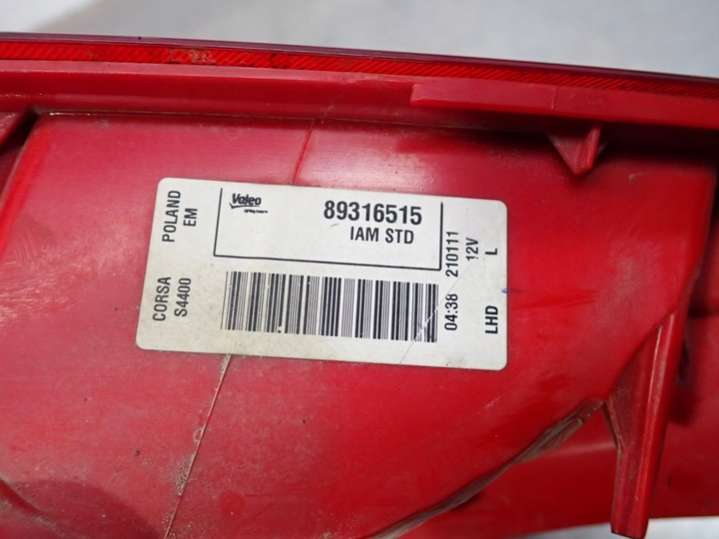 Valeo
89316515
IAM STD
POLAND
EM
CORSA
S4400
04:38 210111
12V
LHD L